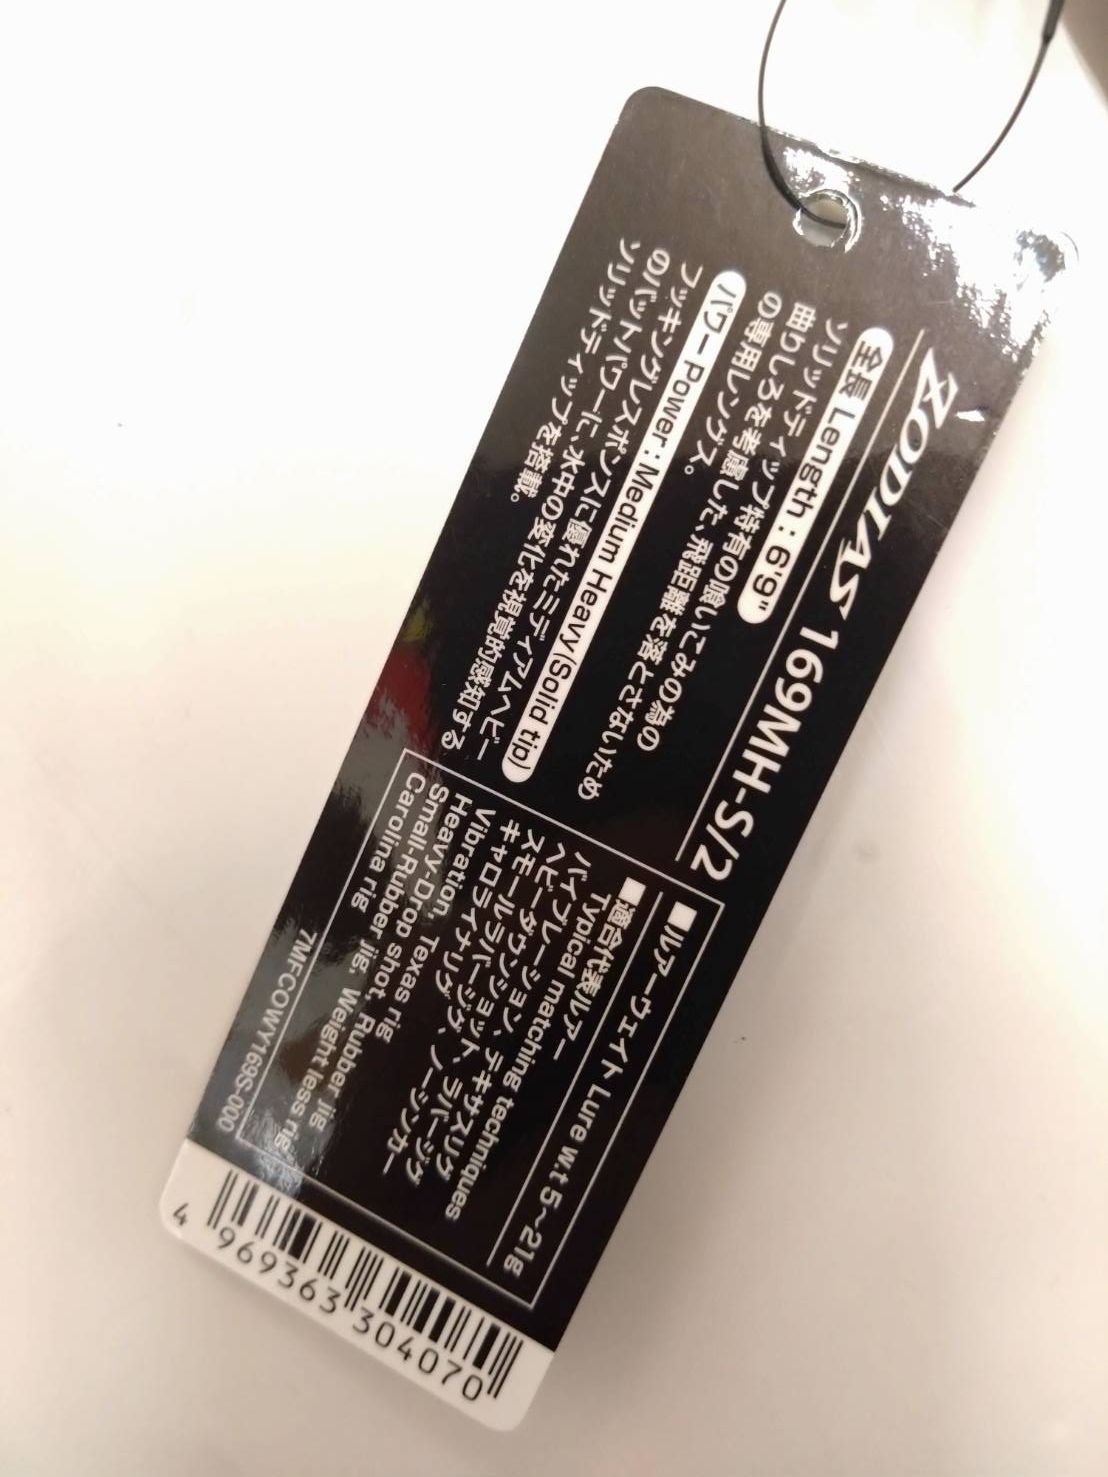 ZODIAS 169MH-S/2
全長 Length : 6'9"
ソリッドティップ特有の喰いこみの為の
曲りしろを考慮した、飛距離を落とさないため
の専用レングス。
パワー Power : Medium Heavy(Solid tip)
フッキングレスポンスに優れたミディアムヘビー
のバットパワーに、水中の変化を視覚的感知する
ソリッドティップを搭載。
■ルアーウェイト Lure w.t 5~21g
■適合代表ルアー
Typical matching techniques
バイブレーション、テキサスリグ
ヘビーダウンショット、ラバージグ
スモールラバージグ、ノーシンカー
キャロライナリグ
Vibration, Texas rig
Heavy-Drop shot, Rubber jig
Small-Rubber jig, Weight less rig
Carolina rig
7MFCOWY169S-000
4 969363 304070